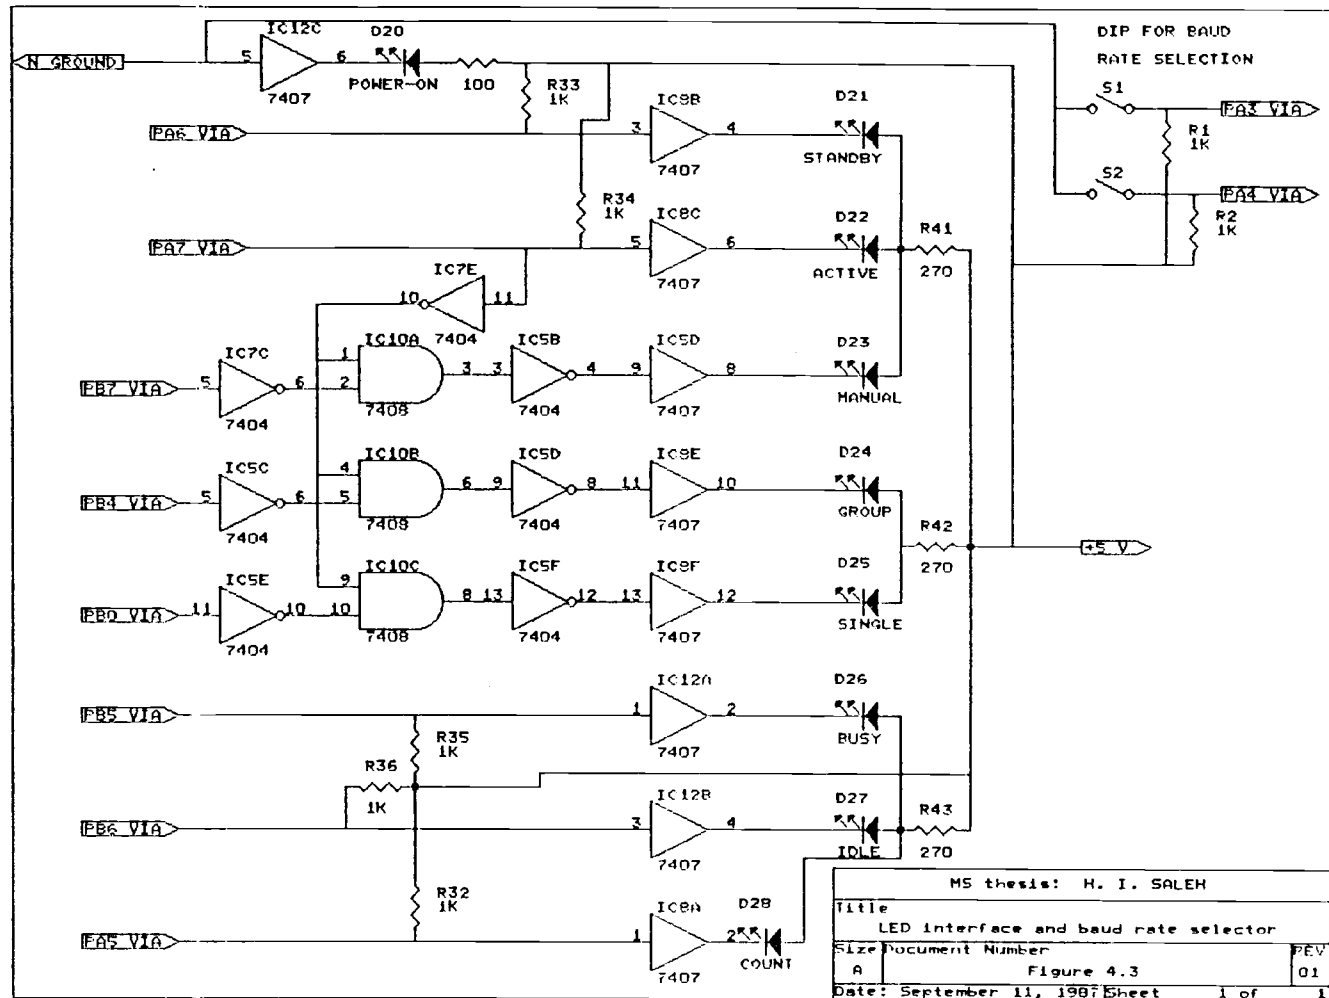 IC12C
D20
DIP FOR BAUD
RATE SELECTION
N GROUND
5
6
7407
POWER-ON
100
R33
1K
IC9B
D21
S1
PA3 VIA
PA6 VIA
3
4
7407
STANDBY
R1
1K
S2
PA4 VIA
R34
1K
IC8C
D22
R41
R2
1K
PA7 VIA
5
6
7407
ACTIVE
270
IC7E
10
11
7404
IC7C
IC10A
IC5B
IC5D
D23
PB7 VIA
5
6
1
2
3
3
4
9
8
7404
7408
7404
7407
MANUAL
IC5C
IC10B
IC5D
IC9E
D24
PB4 VIA
5
6
4
5
6
9
8
11
10
7404
7408
7404
7407
GROUP
R42
270
+5 V
IC5E
IC10C
IC5F
IC9F
D25
PB0 VIA
11
10
9
10
8
13
12
13
12
7404
7408
7404
7407
SINGLE
IC12A
D26
PB5 VIA
1
2
7407
BUSY
R35
1K
R36
1K
IC12B
D27
R43
PB6 VIA
3
4
7407
IDLE
270
R32
1K
IC8A
D28
PA5 VIA
1
2
7407
COUNT
MS thesis: H. I. SALEH
Title
LED interface and baud rate selector
Size Document Number REV
A Figure 4.3 01
Date: September 11, 1987 Sheet 1 of 1